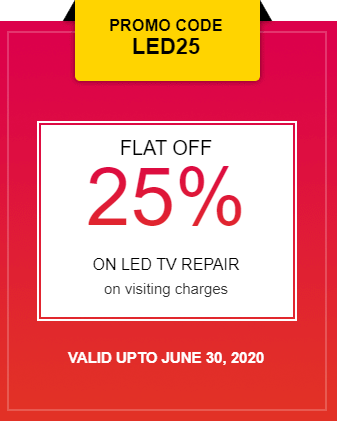 PROMO CODE
LED25
FLAT OFF
25%
ON LED TV REPAIR
on visiting charges
VALID UPTO JUNE 30, 2020